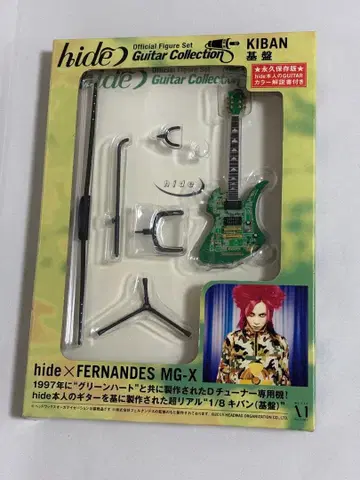 hide Official Figure Set
Guitar Collection
KIBAN
基盤
★永久保存版★
hide本人のGUITAR
カラー解説書付き
hide Official Figure Set
Guitar Collection
hide
hide×FERNANDES MG-X
1997年に"グリーンハート"と共に製作されたDチューナー専用機!
hide本人のギターを基に製作された超リアル"1/8 キバン(基盤)"